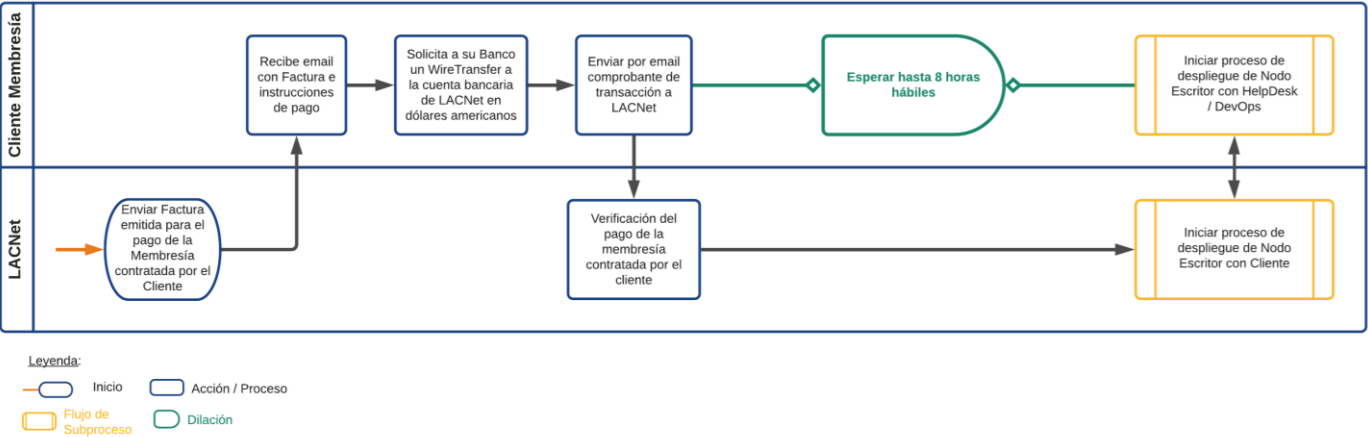 Cliente Membresía
Recibe email
con Factura e
instrucciones
de pago
Solicita a su Banco
un WireTransfer a
la cuenta bancaria
de LACNet en
dólares americanos
Enviar por email
comprobante de
transacción a
LACNet
Esperar hasta 8 horas
hábiles
Iniciar proceso de
despliegue de Nodo
Escritor con HelpDesk
/ DevOps
LACNet
Enviar Factura
emitida para el
pago de la
Membresía
contratada por el
Cliente
Verificación del
pago de la
membresía
contratada por el
cliente
Iniciar proceso de
despliegue de Nodo
Escritor con Cliente
Leyenda:
Inicio
Acción / Proceso
Flujo de
Subproceso
Dilación